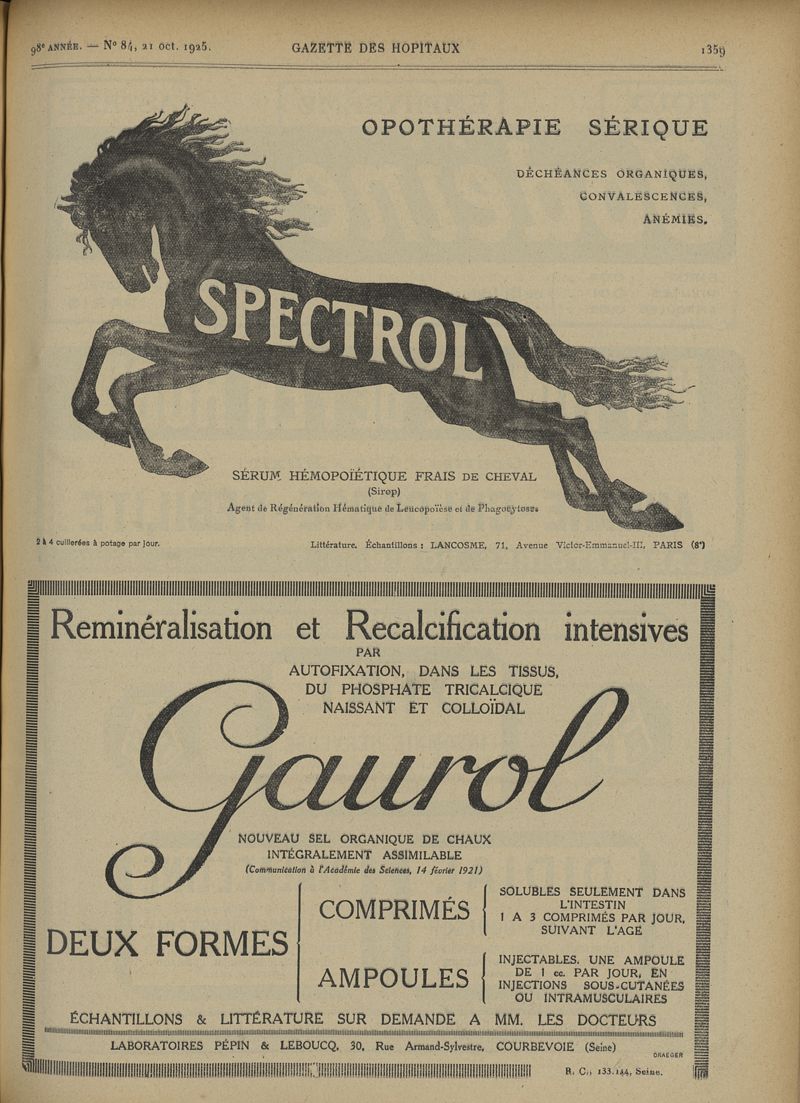 98e ANNÉE. — No 84, 21 oct. 1925.
GAZETTE DES HOPITAUX
1359
OPOTHÉRAPIE SÉRIQUE
DÉCHÉANCES ORGANIQUES,
CONVALESCENCES,
ANÉMIES.
SPECTROL
SÉRUM HÉMOPOÏÉTIQUE FRAIS DE CHEVAL
(Sirop)
Agent de Régénération Hématique de Leucopoïèse et de Phagocytoses
2 à 4 cuillerées à potage par jour.
Littérature, Échantillons : LANCOSME, 71, Avenue Victor-Emmanuel-III, PARIS (8e)
Reminéralisation et Recalcification intensives
PAR
AUTOFIXATION, DANS LES TISSUS,
DU PHOSPHATE TRICALCIQUE
NAISSANT ET COLLOÏDAL
Gaurol
NOUVEAU SEL ORGANIQUE DE CHAUX
INTÉGRALEMENT ASSIMILABLE
(Communication à l'Académie des Sciences, 14 février 1921)
DEUX FORMES
COMPRIMÉS
SOLUBLES SEULEMENT DANS
L'INTESTIN
1 A 3 COMPRIMÉS PAR JOUR,
SUIVANT L'AGE
AMPOULES
INJECTABLES. UNE AMPOULE
DE 1 cc. PAR JOUR, EN
INJECTIONS SOUS-CUTANÉES
OU INTRAMUSCULAIRES
ÉCHANTILLONS & LITTÉRATURE SUR DEMANDE A MM. LES DOCTEURS
LABORATOIRES PÉPIN & LEBOUCQ, 30, Rue Armand-Sylvestre, COURBEVOIE (Seine)
DRAEGER
R. C., 133.144, Seine.